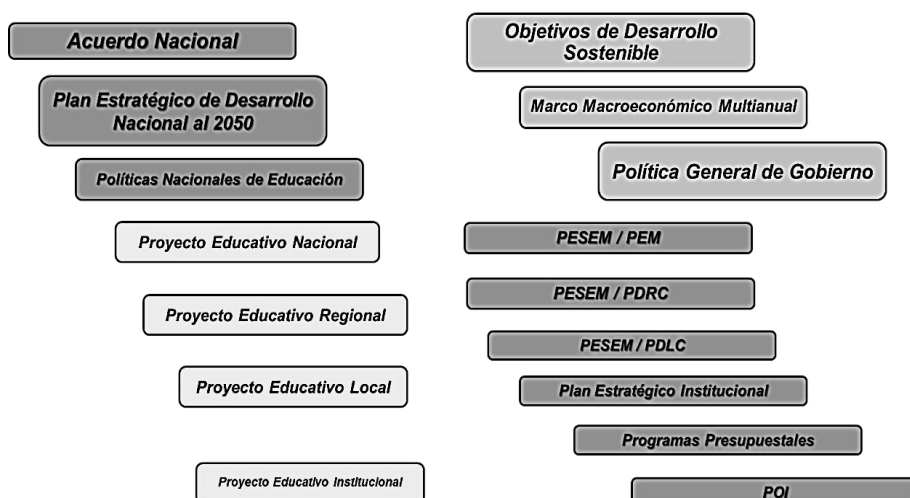 Acuerdo Nacional
Plan Estratégico de Desarrollo
Nacional al 2050
Políticas Nacionales de Educación
Proyecto Educativo Nacional
Proyecto Educativo Regional
Proyecto Educativo Local
Proyecto Educativo Institucional
Objetivos de Desarrollo
Sostenible
Marco Macroeconómico Multianual
Política General de Gobierno
PESEM / PEM
PESEM / PDRC
PESEM / PDLC
Plan Estratégico Institucional
Programas Presupuestales
POI